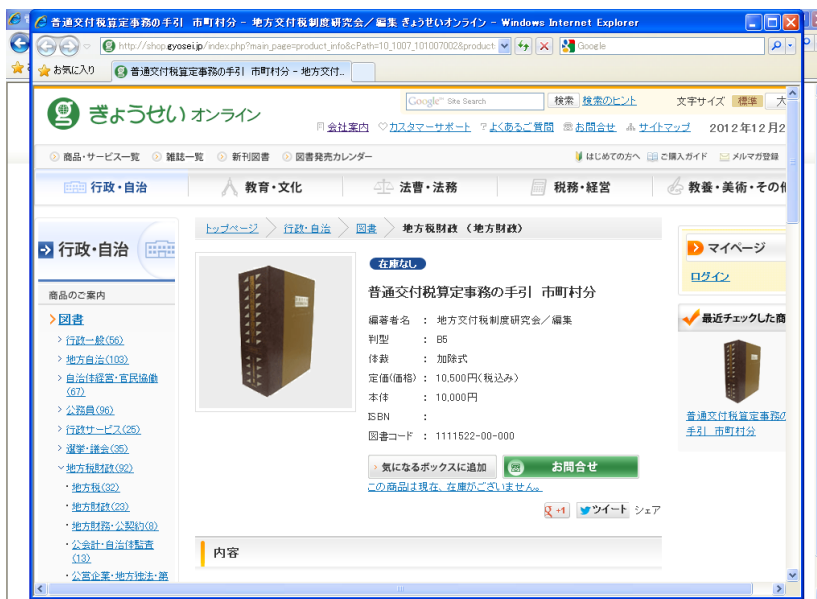 普通交付税算定事務の手引 市町村分 - 地方交付税制度研究会／編集 ぎょうせいオンライン - Windows Internet Explorer
http://shop.gyosei.jp/index.php?main_page=product_info&cPath=10_1007_101007002&product
Google
お気に入り
普通交付税算定事務の手引 市町村分 - 地方交付...
ぎょうせい オンライン
Google™ Site Search
検索 検索のヒント
文字サイズ 標準 大
会社案内 カスタマーサポート ?よくあるご質問 お問合せ サイトマップ 2012年12月2
商品・サービス一覧 雑誌一覧 新刊図書 図書発売カレンダー
はじめての方へ ご購入ガイド メルマガ登録
行政・自治 教育・文化 法曹・法務 税務・経営 教養・美術・その他
行政・自治
商品のご案内
図書
行政一般(56)
地方自治(103)
自治体経営・官民協働
(67)
公務員(96)
行政サービス(25)
選挙・議会(35)
地方税財政(92)
・地方税(32)
・地方財政(23)
・地方財務・公契約(8)
・公会計・自治体監査
(13)
・公営企業・地方独法・第
トップページ 行政・自治 図書 地方税財政 (地方財政)
在庫なし
普通交付税算定事務の手引 市町村分
編著者名 : 地方交付税制度研究会／編集
判型 : B5
体裁 : 加除式
定価(価格) : 10,500円(税込み)
本体 : 10,000円
ISBN :
図書コード : 1111522-00-000
気になるボックスに追加
お問合せ
この商品は現在、在庫がございません。
+1 ツイート シェア
内容
マイページ
ログイン
最近チェックした商
普通交付税算定事務の
手引 市町村分